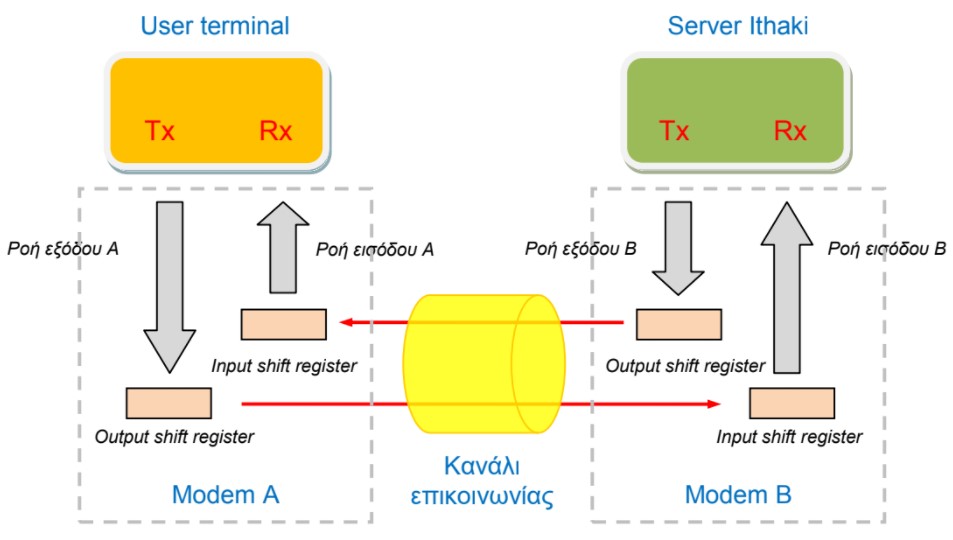 User terminal
Server Ithaki
Tx
Rx
Tx
Rx
Ροή εξόδου Α
Ροή εισόδου Α
Ροή εξόδου Β
Ροή εισόδου Β
Input shift register
Output shift register
Output shift register
Input shift register
Κανάλι
επικοινωνίας
Modem A
Modem B